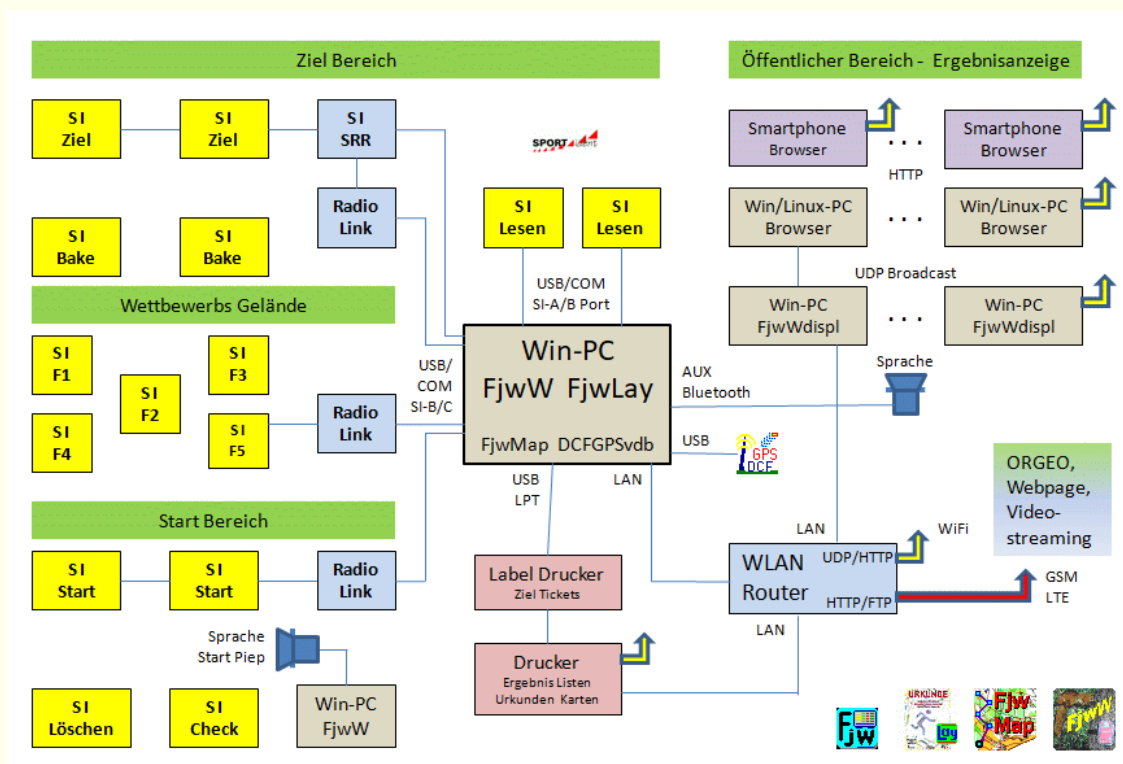 Ziel Bereich
SI
Ziel
SI
Ziel
SI
SRR
Radio
Link
SI
Bake
SI
Bake
SPORTident
SI
Lesen
SI
Lesen
USB/COM
SI-A/B Port
Öffentlicher Bereich - Ergebnisanzeige
Smartphone
Browser
. . .
Smartphone
Browser
HTTP
Win/Linux-PC
Browser
. . .
Win/Linux-PC
Browser
UDP Broadcast
Win-PC
FjwWdispl
. . .
Win-PC
FjwWdispl
Wettbewerbs Gelände
SI
F1
SI
F2
SI
F3
SI
F4
SI
F5
Radio
Link
USB/
COM
SI-B/C
Win-PC
FjwW FjwLay
FjwMap DCFGPSvdb
AUX
Bluetooth
Sprache
USB
GPS
DCF
USB
LPT
LAN
Start Bereich
SI
Start
SI
Start
Radio
Link
Sprache
Start Piep
SI
Löschen
SI
Check
Win-PC
FjwW
Label Drucker
Ziel Tickets
Drucker
Ergebnis Listen
Urkunden Karten
LAN
WLAN
Router
UDP/HTTP
HTTP/FTP
WiFi
GSM
LTE
LAN
ORGEO,
Webpage,
Video-
streaming
Fjw
URKUNDE
Lay
Fjw
Map
FjwW